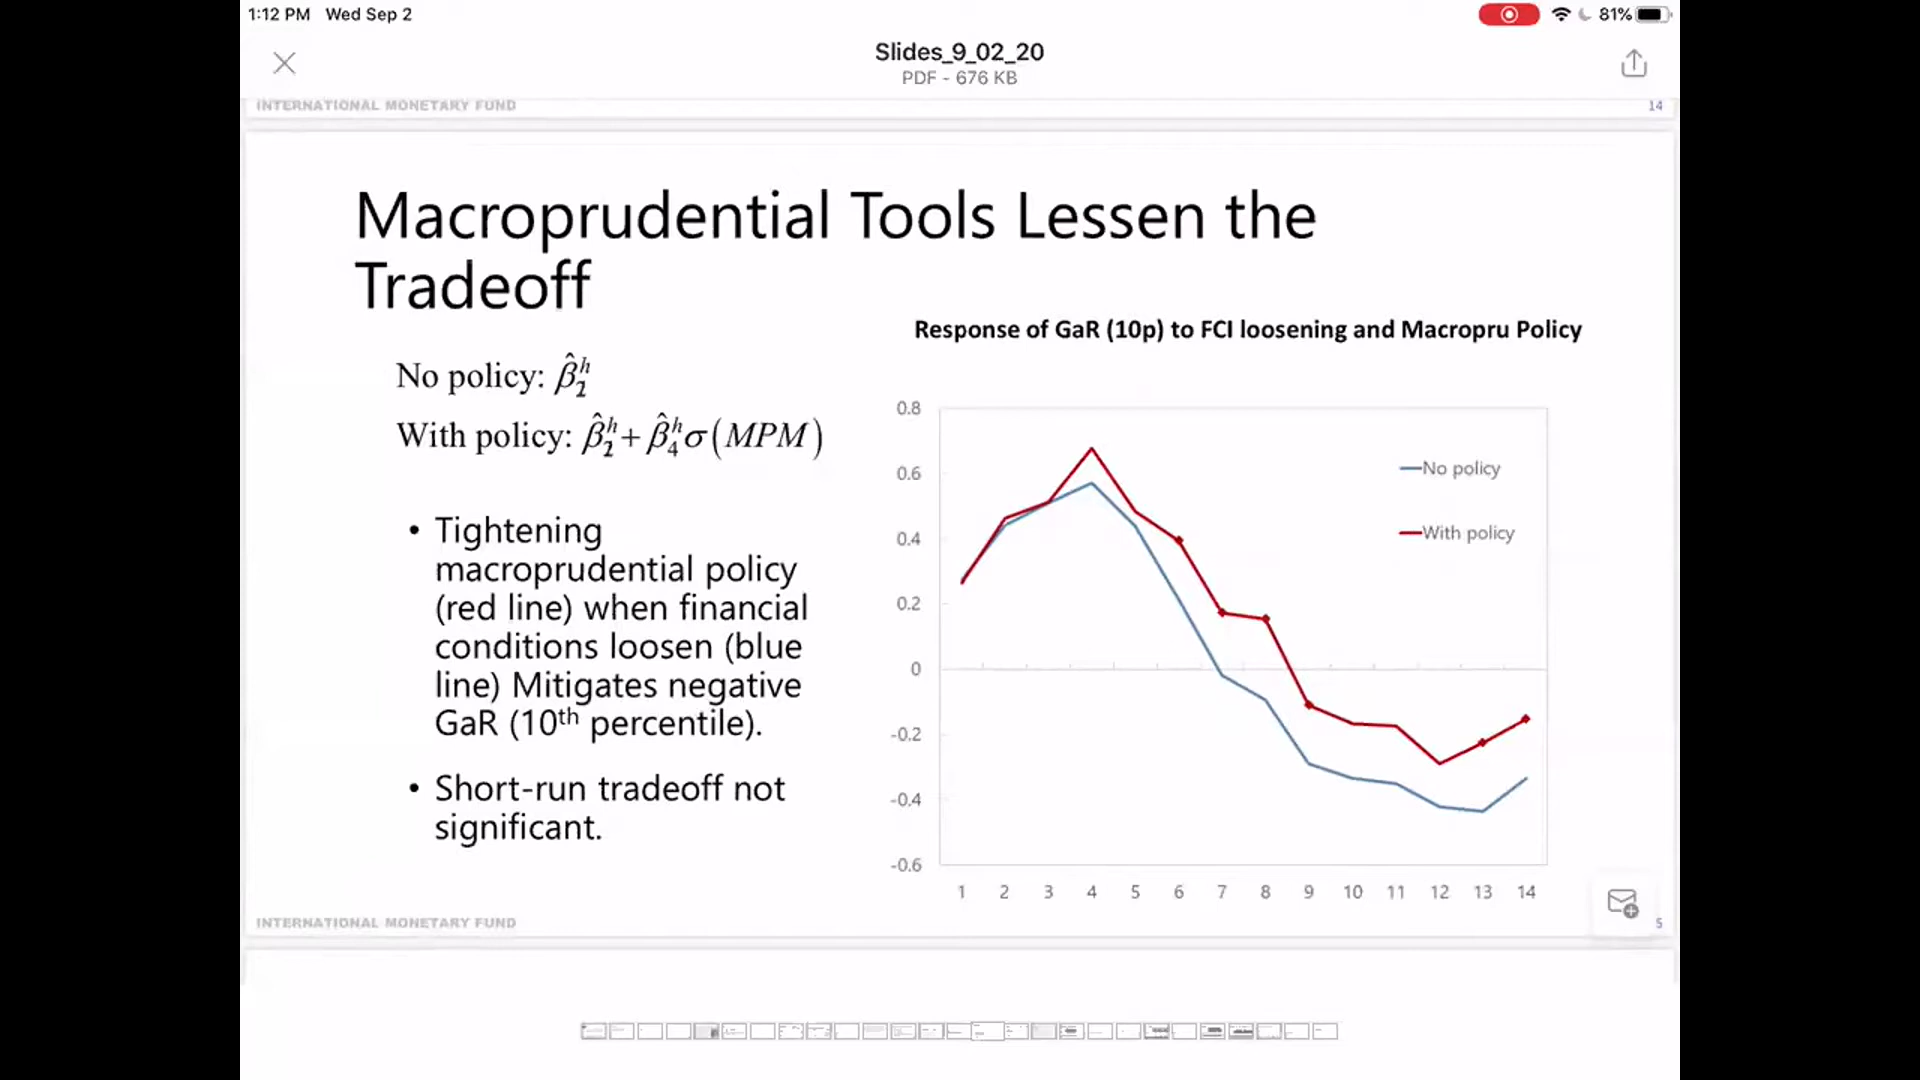 1:12 PM Wed Sep 2
81%
Slides_9_02_20
PDF - 676 KB
INTERNATIONAL MONETARY FUND
14
Macroprudential Tools Lessen the
Tradeoff
No policy: β̂₂ʰ
With policy: β̂₂ʰ + β̂₄ʰσ(MPM)
• Tightening
macroprudential policy
(red line) when financial
conditions loosen (blue
line) Mitigates negative
GaR (10th percentile).
• Short-run tradeoff not
significant.
Response of GaR (10p) to FCI loosening and Macropru Policy
0.8
0.6
0.4
0.2
0
-0.2
-0.4
-0.6
No policy
With policy
1 2 3 4 5 6 7 8 9 10 11 12 13 14
INTERNATIONAL MONETARY FUND
5